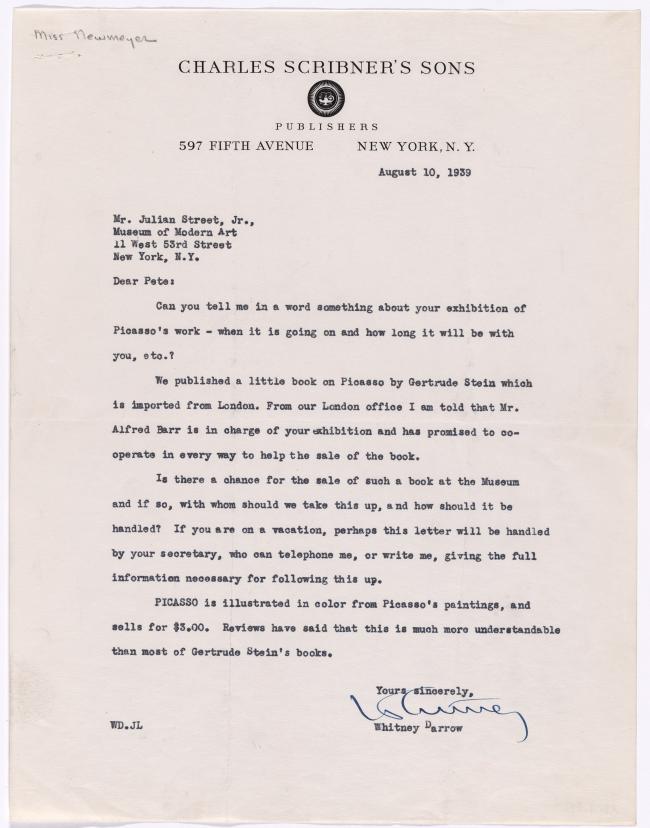 Miss Newmeyer
CHARLES SCRIBNER'S SONS
PUBLISHERS
597 FIFTH AVENUE NEW YORK, N. Y.
August 10, 1939
Mr. Julian Street, Jr.,
Museum of Modern Art
11 West 53rd Street
New York, N.Y.
Dear Pete:
Can you tell me in a word something about your exhibition of
Picasso's work - when it is going on and how long it will be with
you, etc.?
We published a little book on Picasso by Gertrude Stein which
is imported from London. From our London office I am told that Mr.
Alfred Barr is in charge of your exhibition and has promised to co-
operate in every way to help the sale of the book.
Is there a chance for the sale of such a book at the Museum
and if so, with whom should we take this up, and how should it be
handled? If you are on a vacation, perhaps this letter will be handled
by your secretary, who can telephone me, or write me, giving the full
information necessary for following this up.
PICASSO is illustrated in color from Picasso's paintings, and
sells for $3.00. Reviews have said that this is much more understandable
than most of Gertrude Stein's books.
Yours sincerely,
Whitney
WD.JL Whitney Darrow